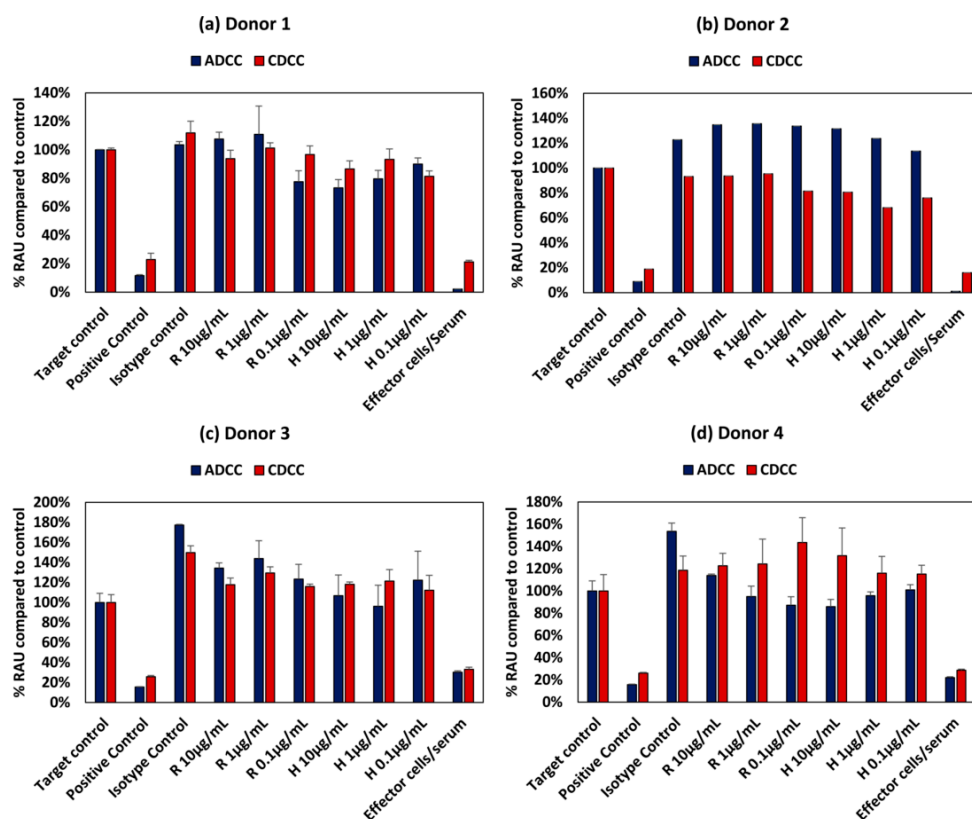 (a) Donor 1
ADCC CDCC
% RAU compared to control
140%
120%
100%
80%
60%
40%
20%
0%
Target control
Positive Control
Isotype control
R 10µg/mL
R 1µg/mL
R 0.1µg/mL
H 10µg/mL
H 1µg/mL
H 0.1µg/mL
Effector cells/Serum
(b) Donor 2
ADCC CDCC
% RAU compared to control
160%
140%
120%
100%
80%
60%
40%
20%
0%
Target control
Positive control
Isotype control
R 10µg/mL
R 1µg/mL
R 0.1µg/mL
H 10µg/mL
H 1µg/mL
H 0.1µg/mL
Effector cells/Serum
(c) Donor 3
ADCC CDCC
% RAU compared to control
200%
180%
160%
140%
120%
100%
80%
60%
40%
20%
0%
Target control
Positive Control
Isotype Control
R 10µg/mL
R 1µg/mL
R 0.1µg/mL
H 10µg/mL
H 1µg/mL
H 0.1µg/mL
Effector cells/serum
(d) Donor 4
ADCC CDCC
% RAU compared to control
180%
160%
140%
120%
100%
80%
60%
40%
20%
0%
Target control
Positive Control
Isotype Control
R 10µg/mL
R 1µg/mL
R 0.1µg/mL
H 10µg/mL
H 1µg/mL
H 0.1µg/mL
Effector cells/serum